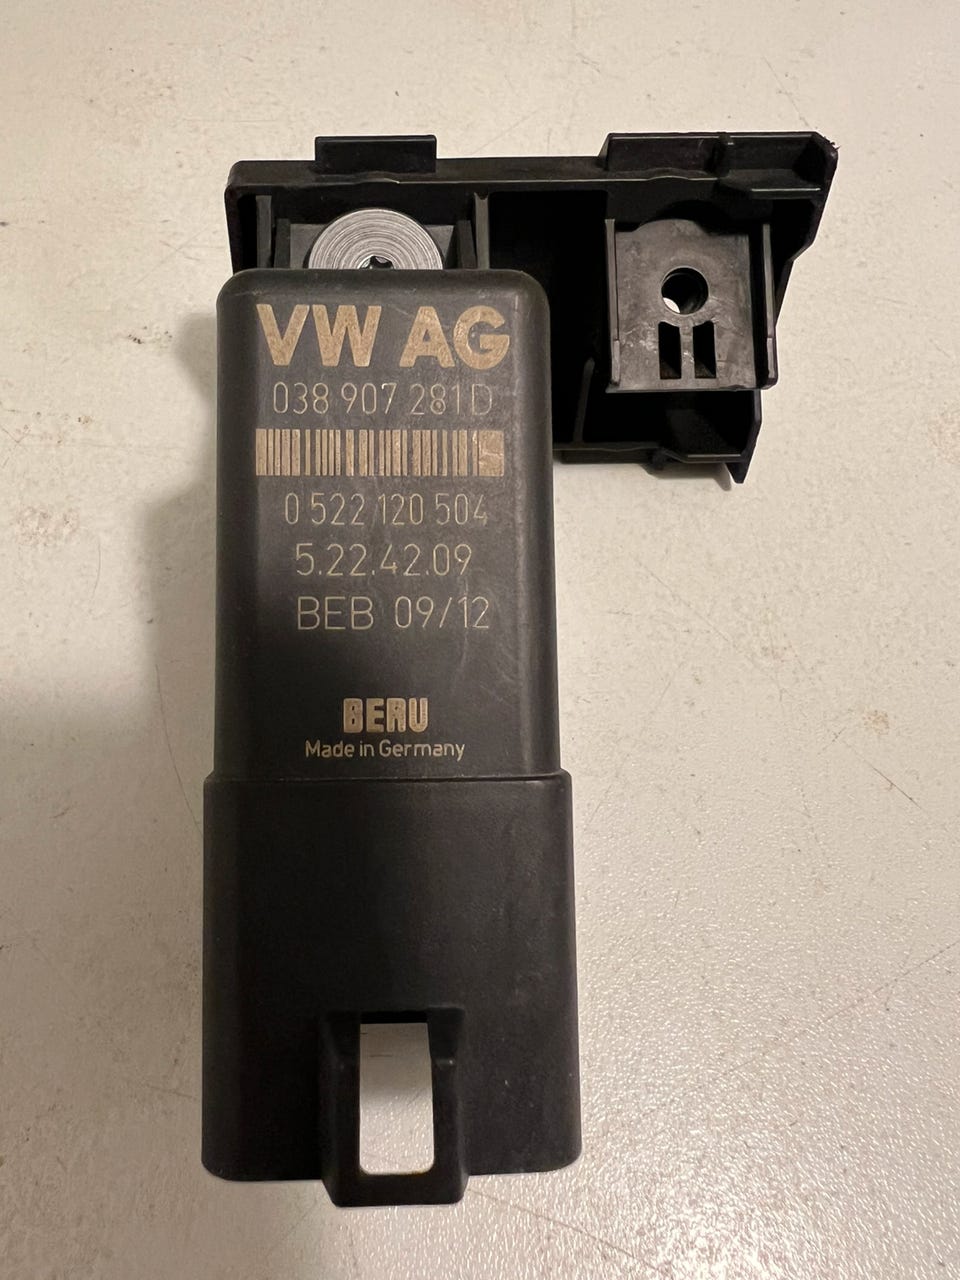 VW AG
038 907 281D
0 522 120 504
5.22.42.09
BEB 09/12
BERU
Made in Germany